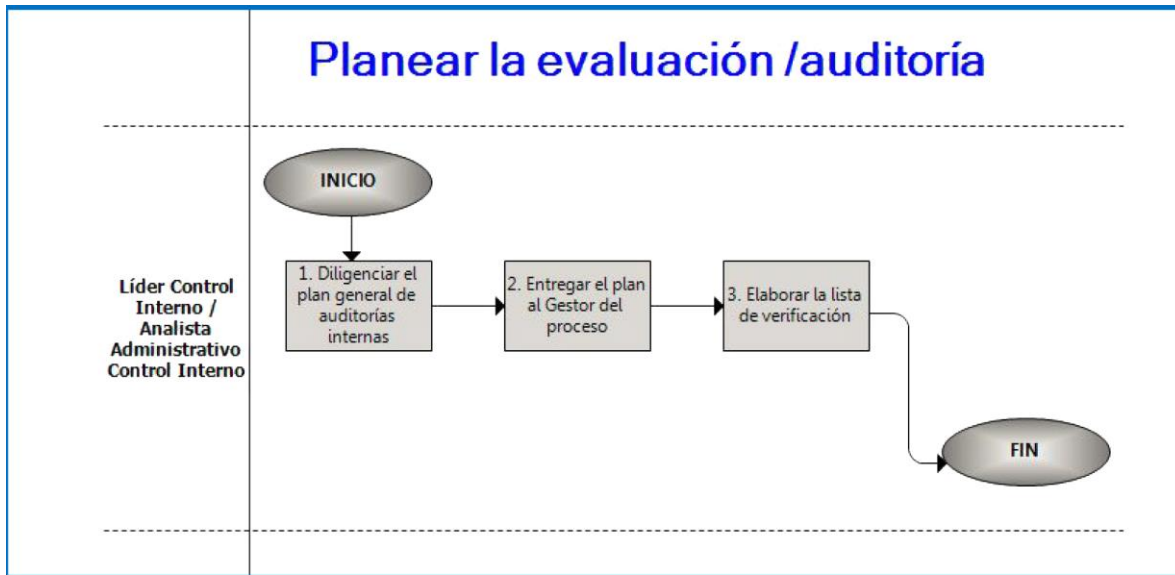 Planear la evaluación /auditoría
INICIO
Líder Control
Interno /
Analista
Administrativo
Control Interno
1. Diligenciar el
plan general de
auditorías
internas
2. Entregar el plan
al Gestor del
proceso
3. Elaborar la lista
de verificación
FIN